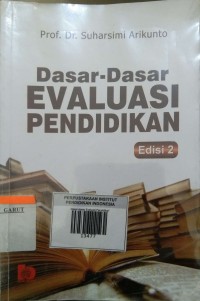 Prof. Dr. Suharsimi Arikunto
Dasar-Dasar
EVALUASI
PENDIDIKAN
Edisi 2
PERPUSTAKAAN INSTITUT
PENDIDIKAN INDONESIA
GARUT